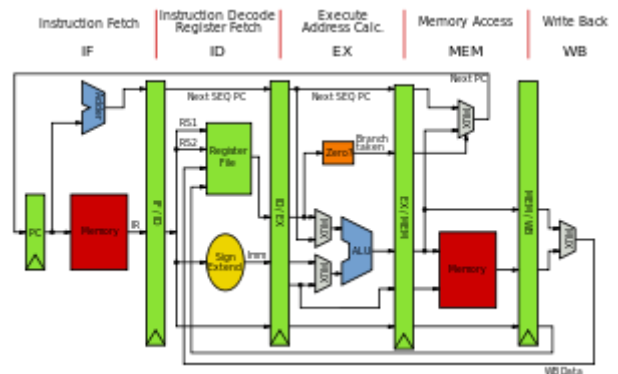 Instruction Fetch
IF
Instruction Decode
Register Fetch
ID
Execute
Address Calc.
EX
Memory Access
MEM
Write Back
WB
Next PC
Adder
Next SEQ PC
Next SEQ PC
MUX
RS1
RS2
Register
File
Zero?
Branch
taken
PC
Memory
IR
IF / ID
ID / EX
MUX
ALU
EX / MEM
MEM / WB
MUX
Sign
Extend
Imm
MUX
Memory
WB Data